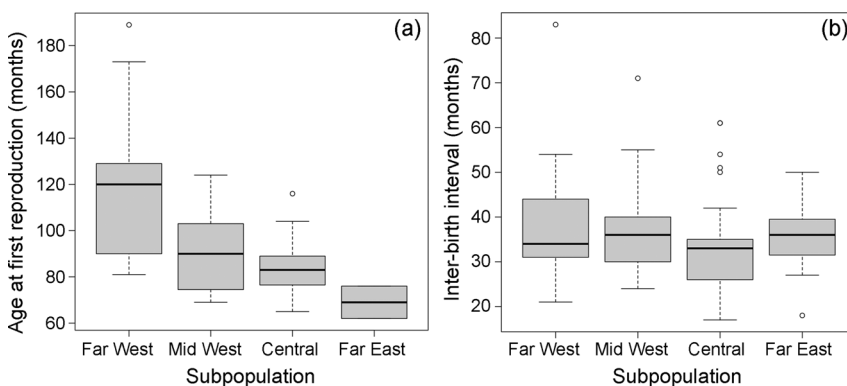 (a)
Age at first reproduction (months)
180
160
140
120
100
80
60
Far West Mid West Central Far East
Subpopulation
(b)
Inter-birth interval (months)
80
70
60
50
40
30
20
Far West Mid West Central Far East
Subpopulation